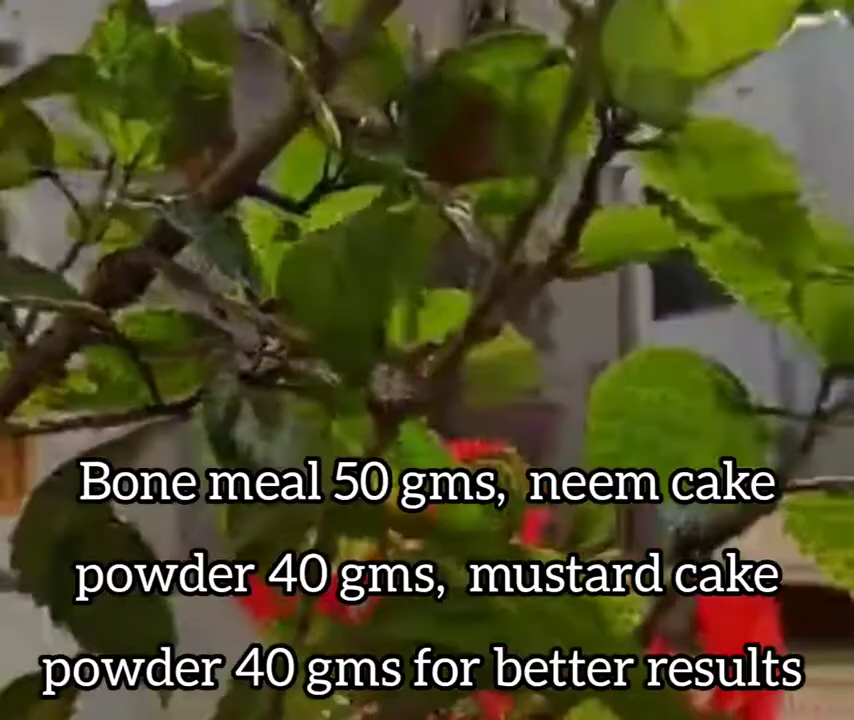 Bone meal 50 gms, neem cake
powder 40 gms, mustard cake
powder 40 gms for better results